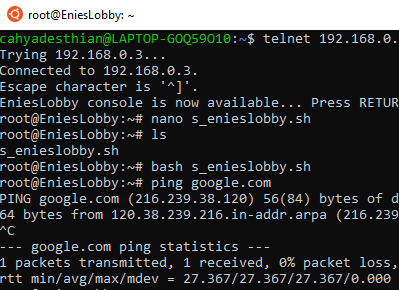 root@EniesLobby: ~
cahyadesthian@LAPTOP-GOQ59O10:~$ telnet 192.168.0.
Trying 192.168.0.3...
Connected to 192.168.0.3.
Escape character is '^]'.
EniesLobby console is now available... Press RETUR
root@EniesLobby:~# nano s_enieslobby.sh
root@EniesLobby:~# ls
s_enieslobby.sh
root@EniesLobby:~# bash s_enieslobby.sh
root@EniesLobby:~# ping google.com
PING google.com (216.239.38.120) 56(84) bytes of d
64 bytes from 120.38.239.216.in-addr.arpa (216.239
^C
--- google.com ping statistics ---
1 packets transmitted, 1 received, 0% packet loss,
rtt min/avg/max/mdev = 27.367/27.367/27.367/0.000